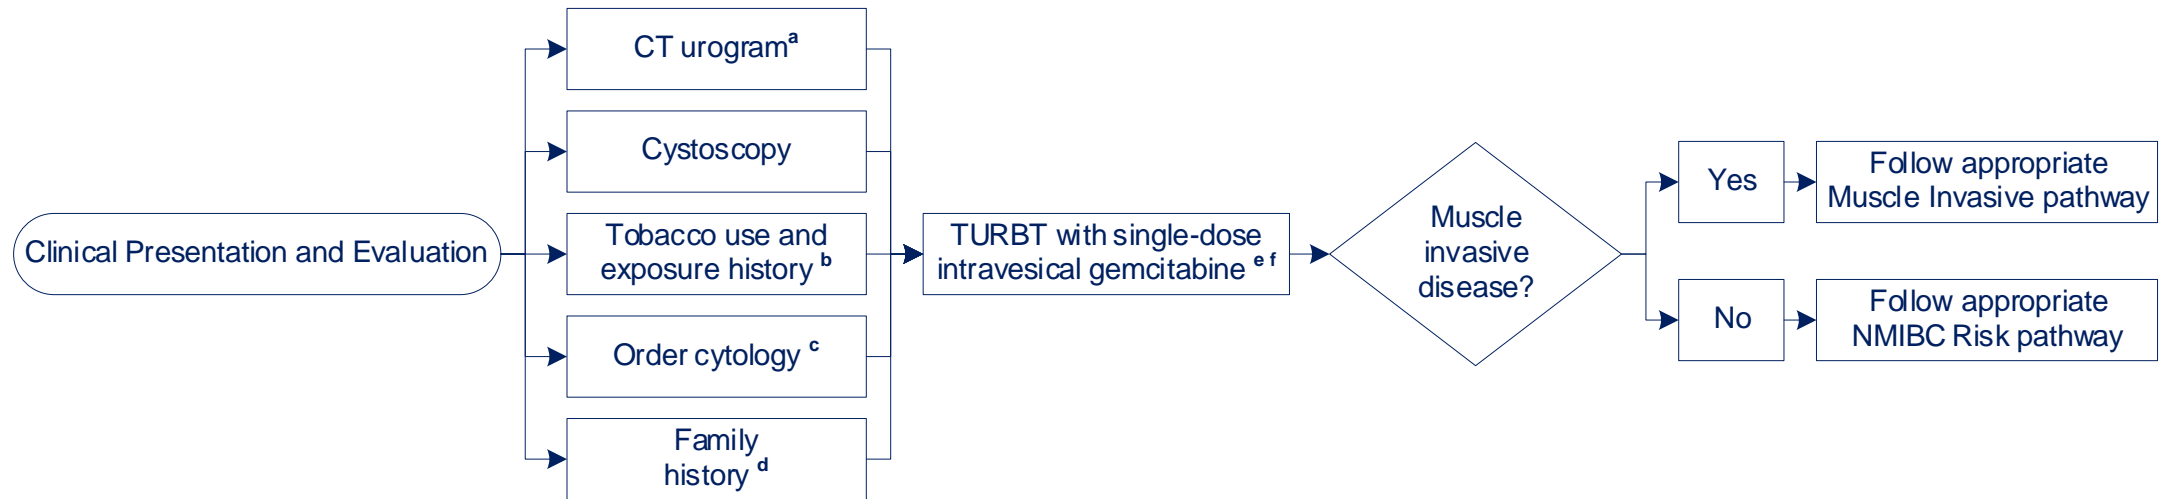 CT urogram a
Cystoscopy
Clinical Presentation and Evaluation
Tobacco use and
exposure history b
Order cytology c
Family
history d
TURBT with single-dose
intravesical gemcitabine e f
Muscle
invasive
disease?
Yes
Follow appropriate
Muscle Invasive pathway
No
Follow appropriate
NMIBC Risk pathway